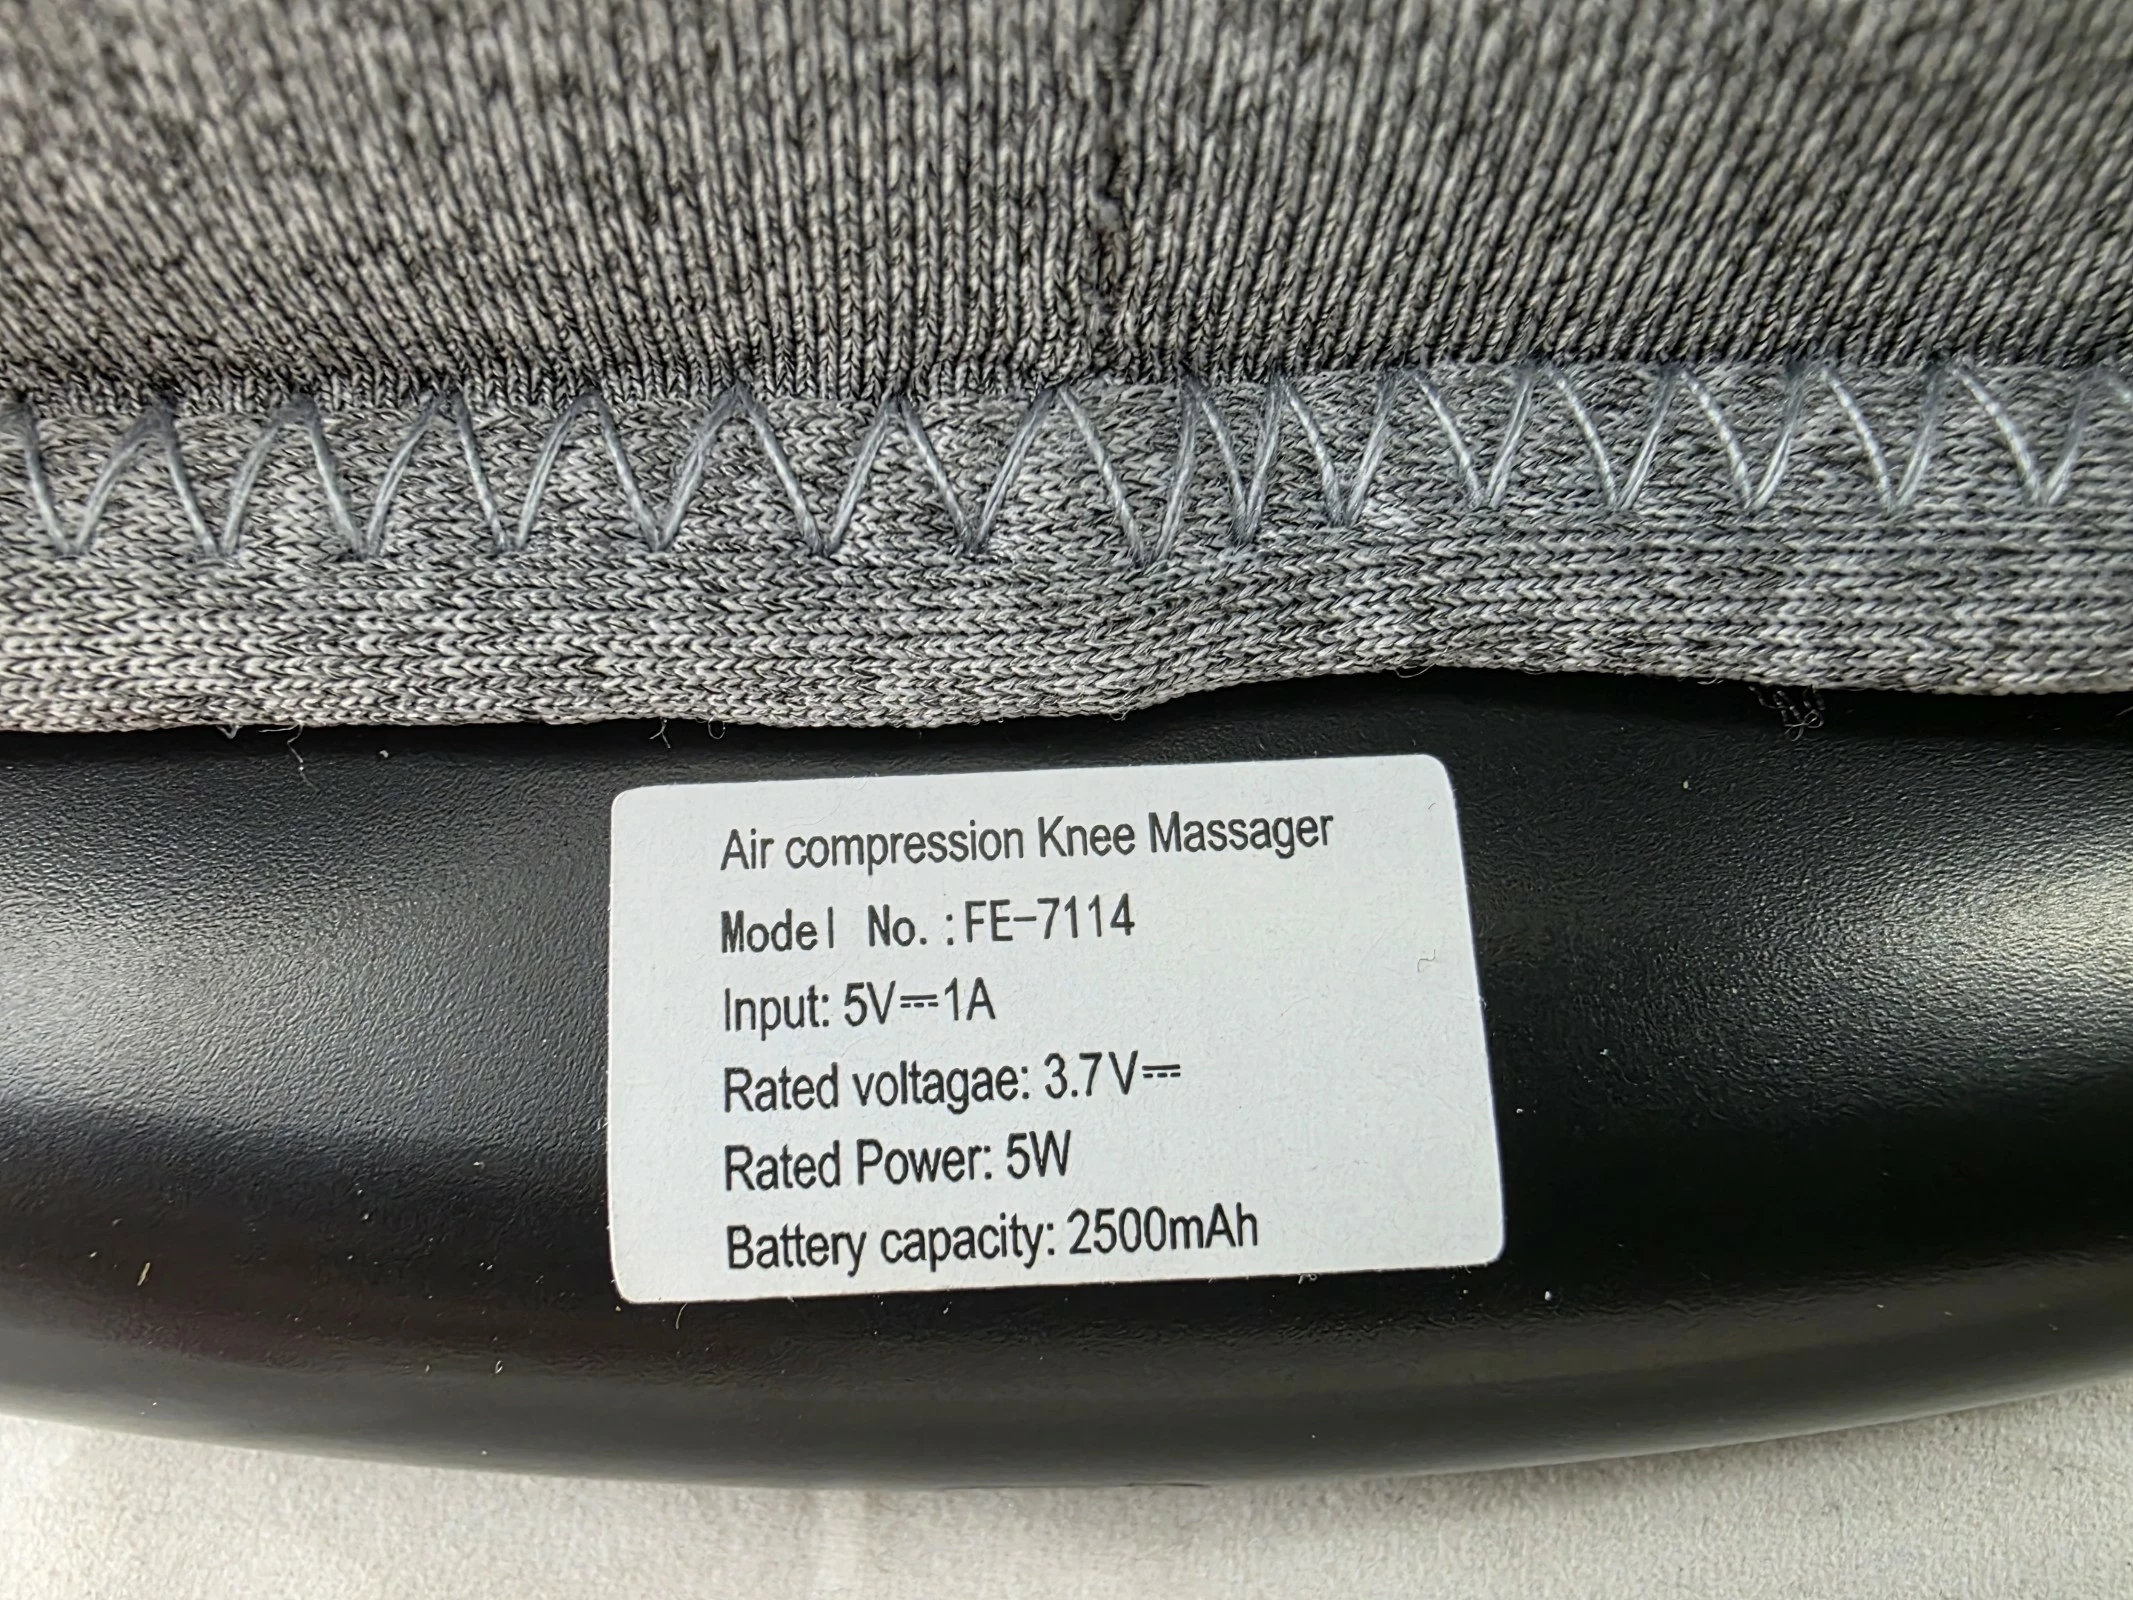 Air compression Knee Massager
Model No.:FE-7114
Input: 5V⎓1A
Rated voltagae: 3.7V⎓
Rated Power: 5W
Battery capacity: 2500mAh